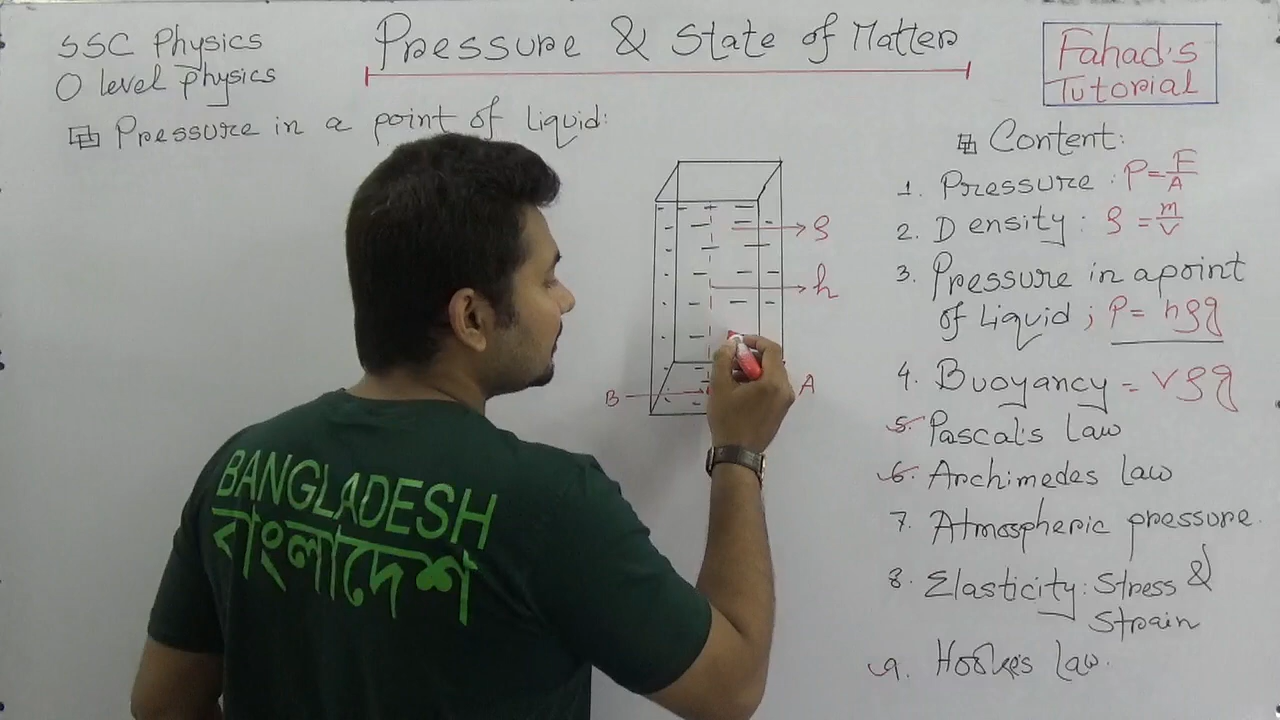 SSC Physics
O level physics
Pressure & State of Matter
Fahad's
Tutorial
Pressure in a point of liquid:
ρ
h
B
A
BANGLADESH
বাংলাদেশ
Content:
1. Pressure: P = F/A
2. Density: ρ = m/v
3. Pressure in a point
of Liquid; P = hρg
4. Buoyancy = vρg
5. Pascal's law
6. Archimedes law
7. Atmospheric pressure.
8. Elasticity: Stress &
Strain
9. Hooke's law.